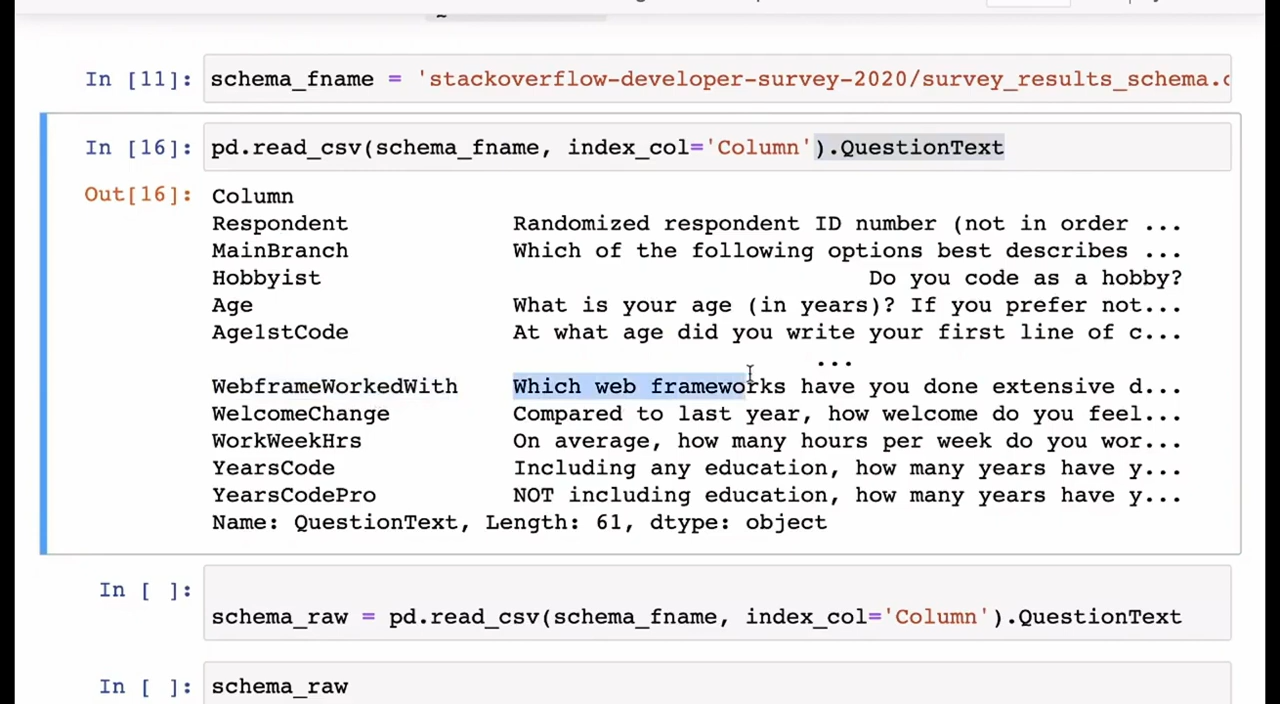 In [11]: schema_fname = 'stackoverflow-developer-survey-2020/survey_results_schema.c
In [16]: pd.read_csv(schema_fname, index_col='Column').QuestionText
Out[16]: Column
Respondent Randomized respondent ID number (not in order ...
MainBranch Which of the following options best describes ...
Hobbyist Do you code as a hobby?
Age What is your age (in years)? If you prefer not...
Age1stCode At what age did you write your first line of c...
...
WebframeWorkedWith Which web frameworks have you done extensive d...
WelcomeChange Compared to last year, how welcome do you feel...
WorkWeekHrs On average, how many hours per week do you wor...
YearsCode Including any education, how many years have y...
YearsCodePro NOT including education, how many years have y...
Name: QuestionText, Length: 61, dtype: object
In [ ]:
schema_raw = pd.read_csv(schema_fname, index_col='Column').QuestionText
In [ ]: schema_raw